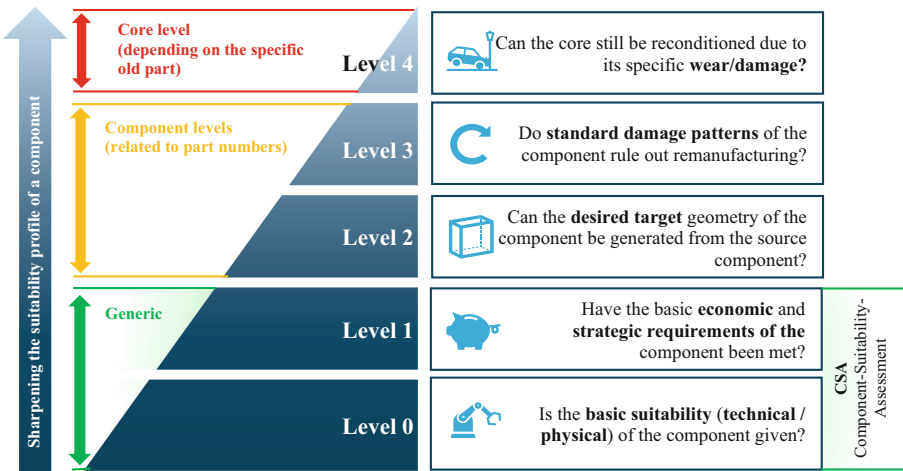 Sharpening the suitability profile of a component
Core level
(depending on the specific
old part)
Level 4
Can the core still be reconditioned due to
its specific wear/damage?
Component levels
(related to part numbers)
Level 3
Do standard damage patterns of the
component rule out remanufacturing?
Level 2
Can the desired target geometry of the
component be generated from the source
component?
Generic
Level 1
Have the basic economic and
strategic requirements of the
component been met?
Level 0
Is the basic suitability (technical /
physical) of the component given?
CSA
Component-Suitability-
Assessment